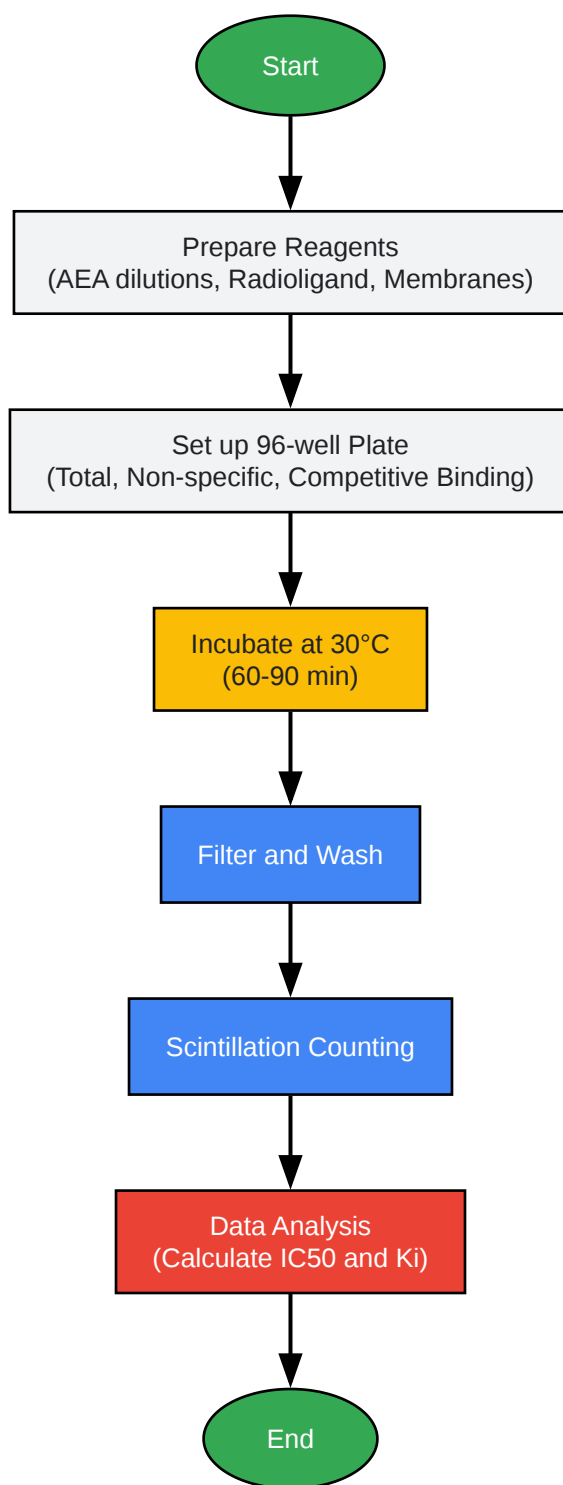 Start
Prepare Reagents
(AEA dilutions, Radioligand, Membranes)
Set up 96-well Plate
(Total, Non-specific, Competitive Binding)
Incubate at 30°C
(60-90 min)
Filter and Wash
Scintillation Counting
Data Analysis
(Calculate IC50 and Ki)
End